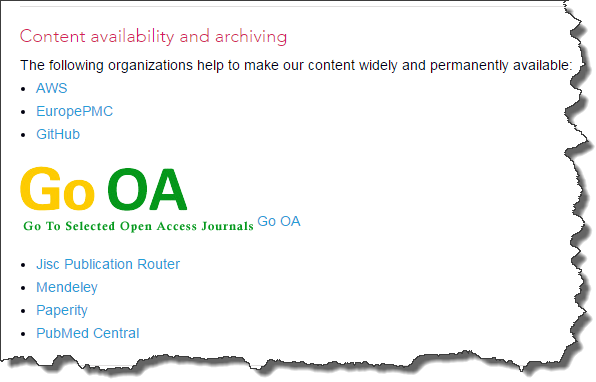 Content availability and archiving
The following organizations help to make our content widely and permanently available:
AWS
EuropePMC
GitHub
Go OA
Go To Selected Open Access Journals Go OA
Jisc Publication Router
Mendeley
Paperity
PubMed Central